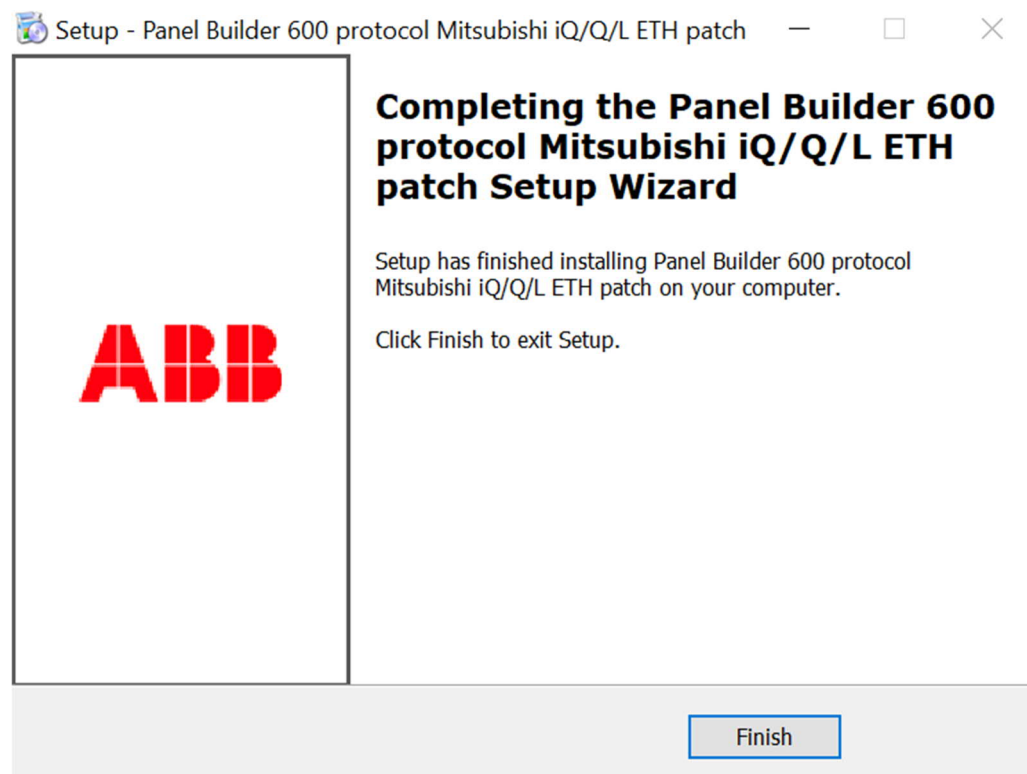 Setup - Panel Builder 600 protocol Mitsubishi iQ/Q/L ETH patch
Completing the Panel Builder 600
protocol Mitsubishi iQ/Q/L ETH
patch Setup Wizard
Setup has finished installing Panel Builder 600 protocol
Mitsubishi iQ/Q/L ETH patch on your computer.
Click Finish to exit Setup.
ABB
Finish